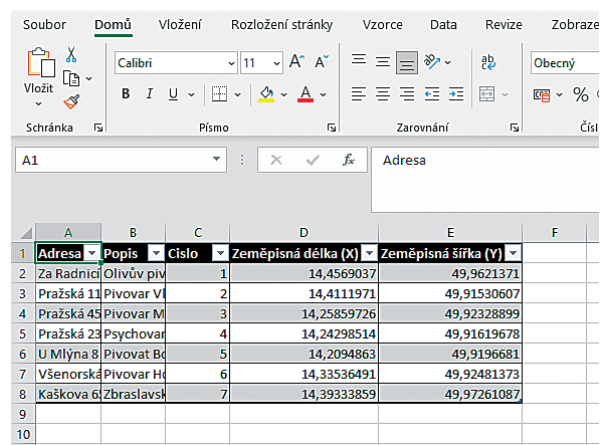 Soubor Domů Vložení Rozložení stránky Vzorce Data Revize Zobraze
Calibri 11 A A Obecný
Vložit B I U A ab %
Schránka Písmo Zarovnání Čísl
A1 fx Adresa
A B C D E F
1 Adresa Popis Cislo Zeměpisná délka (X) Zeměpisná šířka (Y)
2 Za Radnicí Olivův piv 1 14,4569037 49,9621371
3 Pražská 11 Pivovar Vl 2 14,4111971 49,91530607
4 Pražská 45 Pivovar M 3 14,25859726 49,92328899
5 Pražská 23 Psychovar 4 14,24298514 49,91619678
6 U Mlýna 8 Pivovat Bo 5 14,2094863 49,9196681
7 Všenorská Pivovar Ho 6 14,33536491 49,92481373
8 Kaškova 65 Zbraslavsk 7 14,39333859 49,97261087
9
10